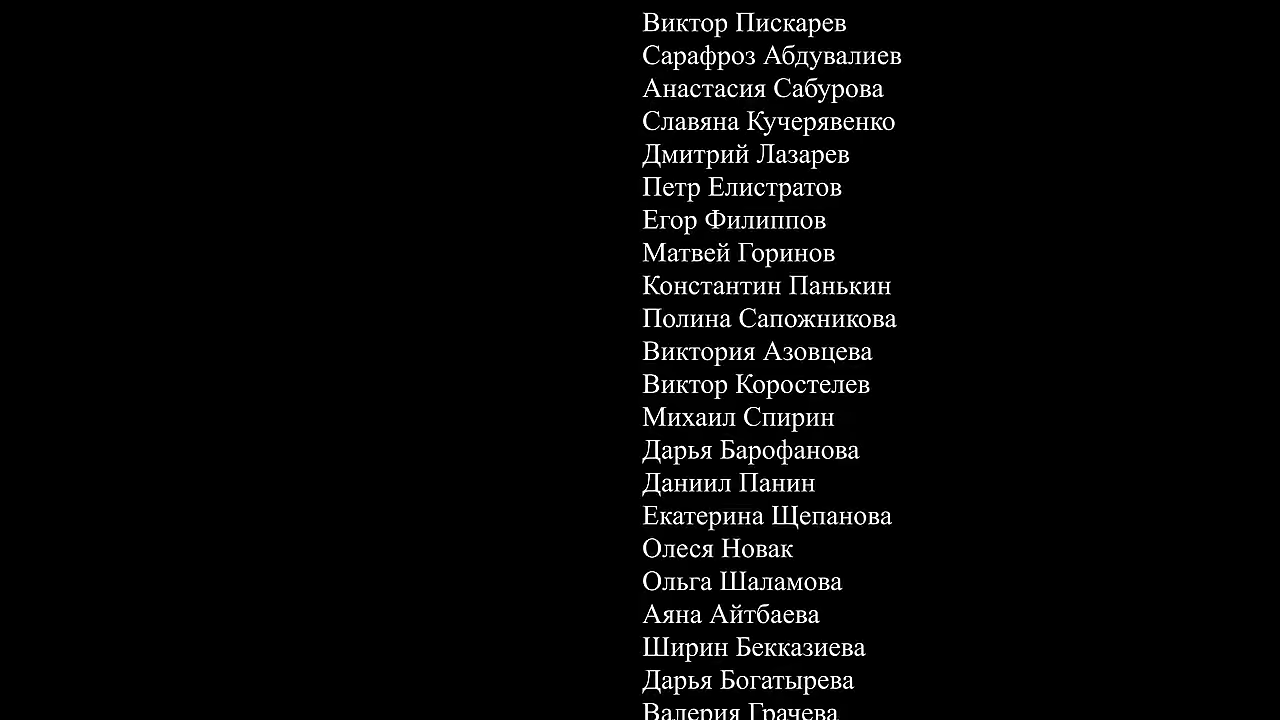 Виктор Пискарев
Сарафроз Абдувалиев
Анастасия Сабурова
Славяна Кучерявенко
Дмитрий Лазарев
Петр Елистратов
Егор Филиппов
Матвей Горинов
Константин Панькин
Полина Сапожникова
Виктория Азовцева
Виктор Коростелев
Михаил Спирин
Дарья Барофанова
Даниил Панин
Екатерина Щепанова
Олеся Новак
Ольга Шаламова
Аяна Айтбаева
Ширин Бекказиева
Дарья Богатырева
Валерия Грачева